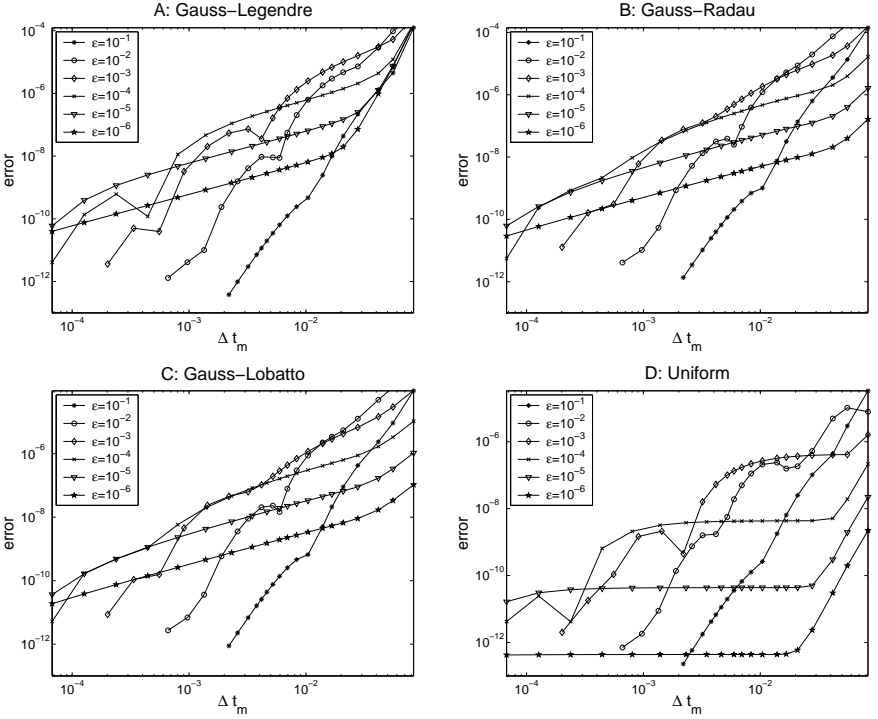 A: Gauss−Legendre
10⁻⁴
10⁻⁶
10⁻⁸
10⁻¹⁰
10⁻¹²
error
ε=10⁻¹
ε=10⁻²
ε=10⁻³
ε=10⁻⁴
ε=10⁻⁵
ε=10⁻⁶
10⁻⁴
10⁻³
10⁻²
Δ tₘ
B: Gauss−Radau
10⁻⁴
10⁻⁶
10⁻⁸
10⁻¹⁰
10⁻¹²
error
ε=10⁻¹
ε=10⁻²
ε=10⁻³
ε=10⁻⁴
ε=10⁻⁵
ε=10⁻⁶
10⁻⁴
10⁻³
10⁻²
Δ tₘ
C: Gauss−Lobatto
10⁻⁶
10⁻⁸
10⁻¹⁰
10⁻¹²
error
ε=10⁻¹
ε=10⁻²
ε=10⁻³
ε=10⁻⁴
ε=10⁻⁵
ε=10⁻⁶
10⁻⁴
10⁻³
10⁻²
Δ tₘ
D: Uniform
10⁻⁶
10⁻⁸
10⁻¹⁰
10⁻¹²
error
ε=10⁻¹
ε=10⁻²
ε=10⁻³
ε=10⁻⁴
ε=10⁻⁵
ε=10⁻⁶
10⁻⁴
10⁻³
10⁻²
Δ tₘ